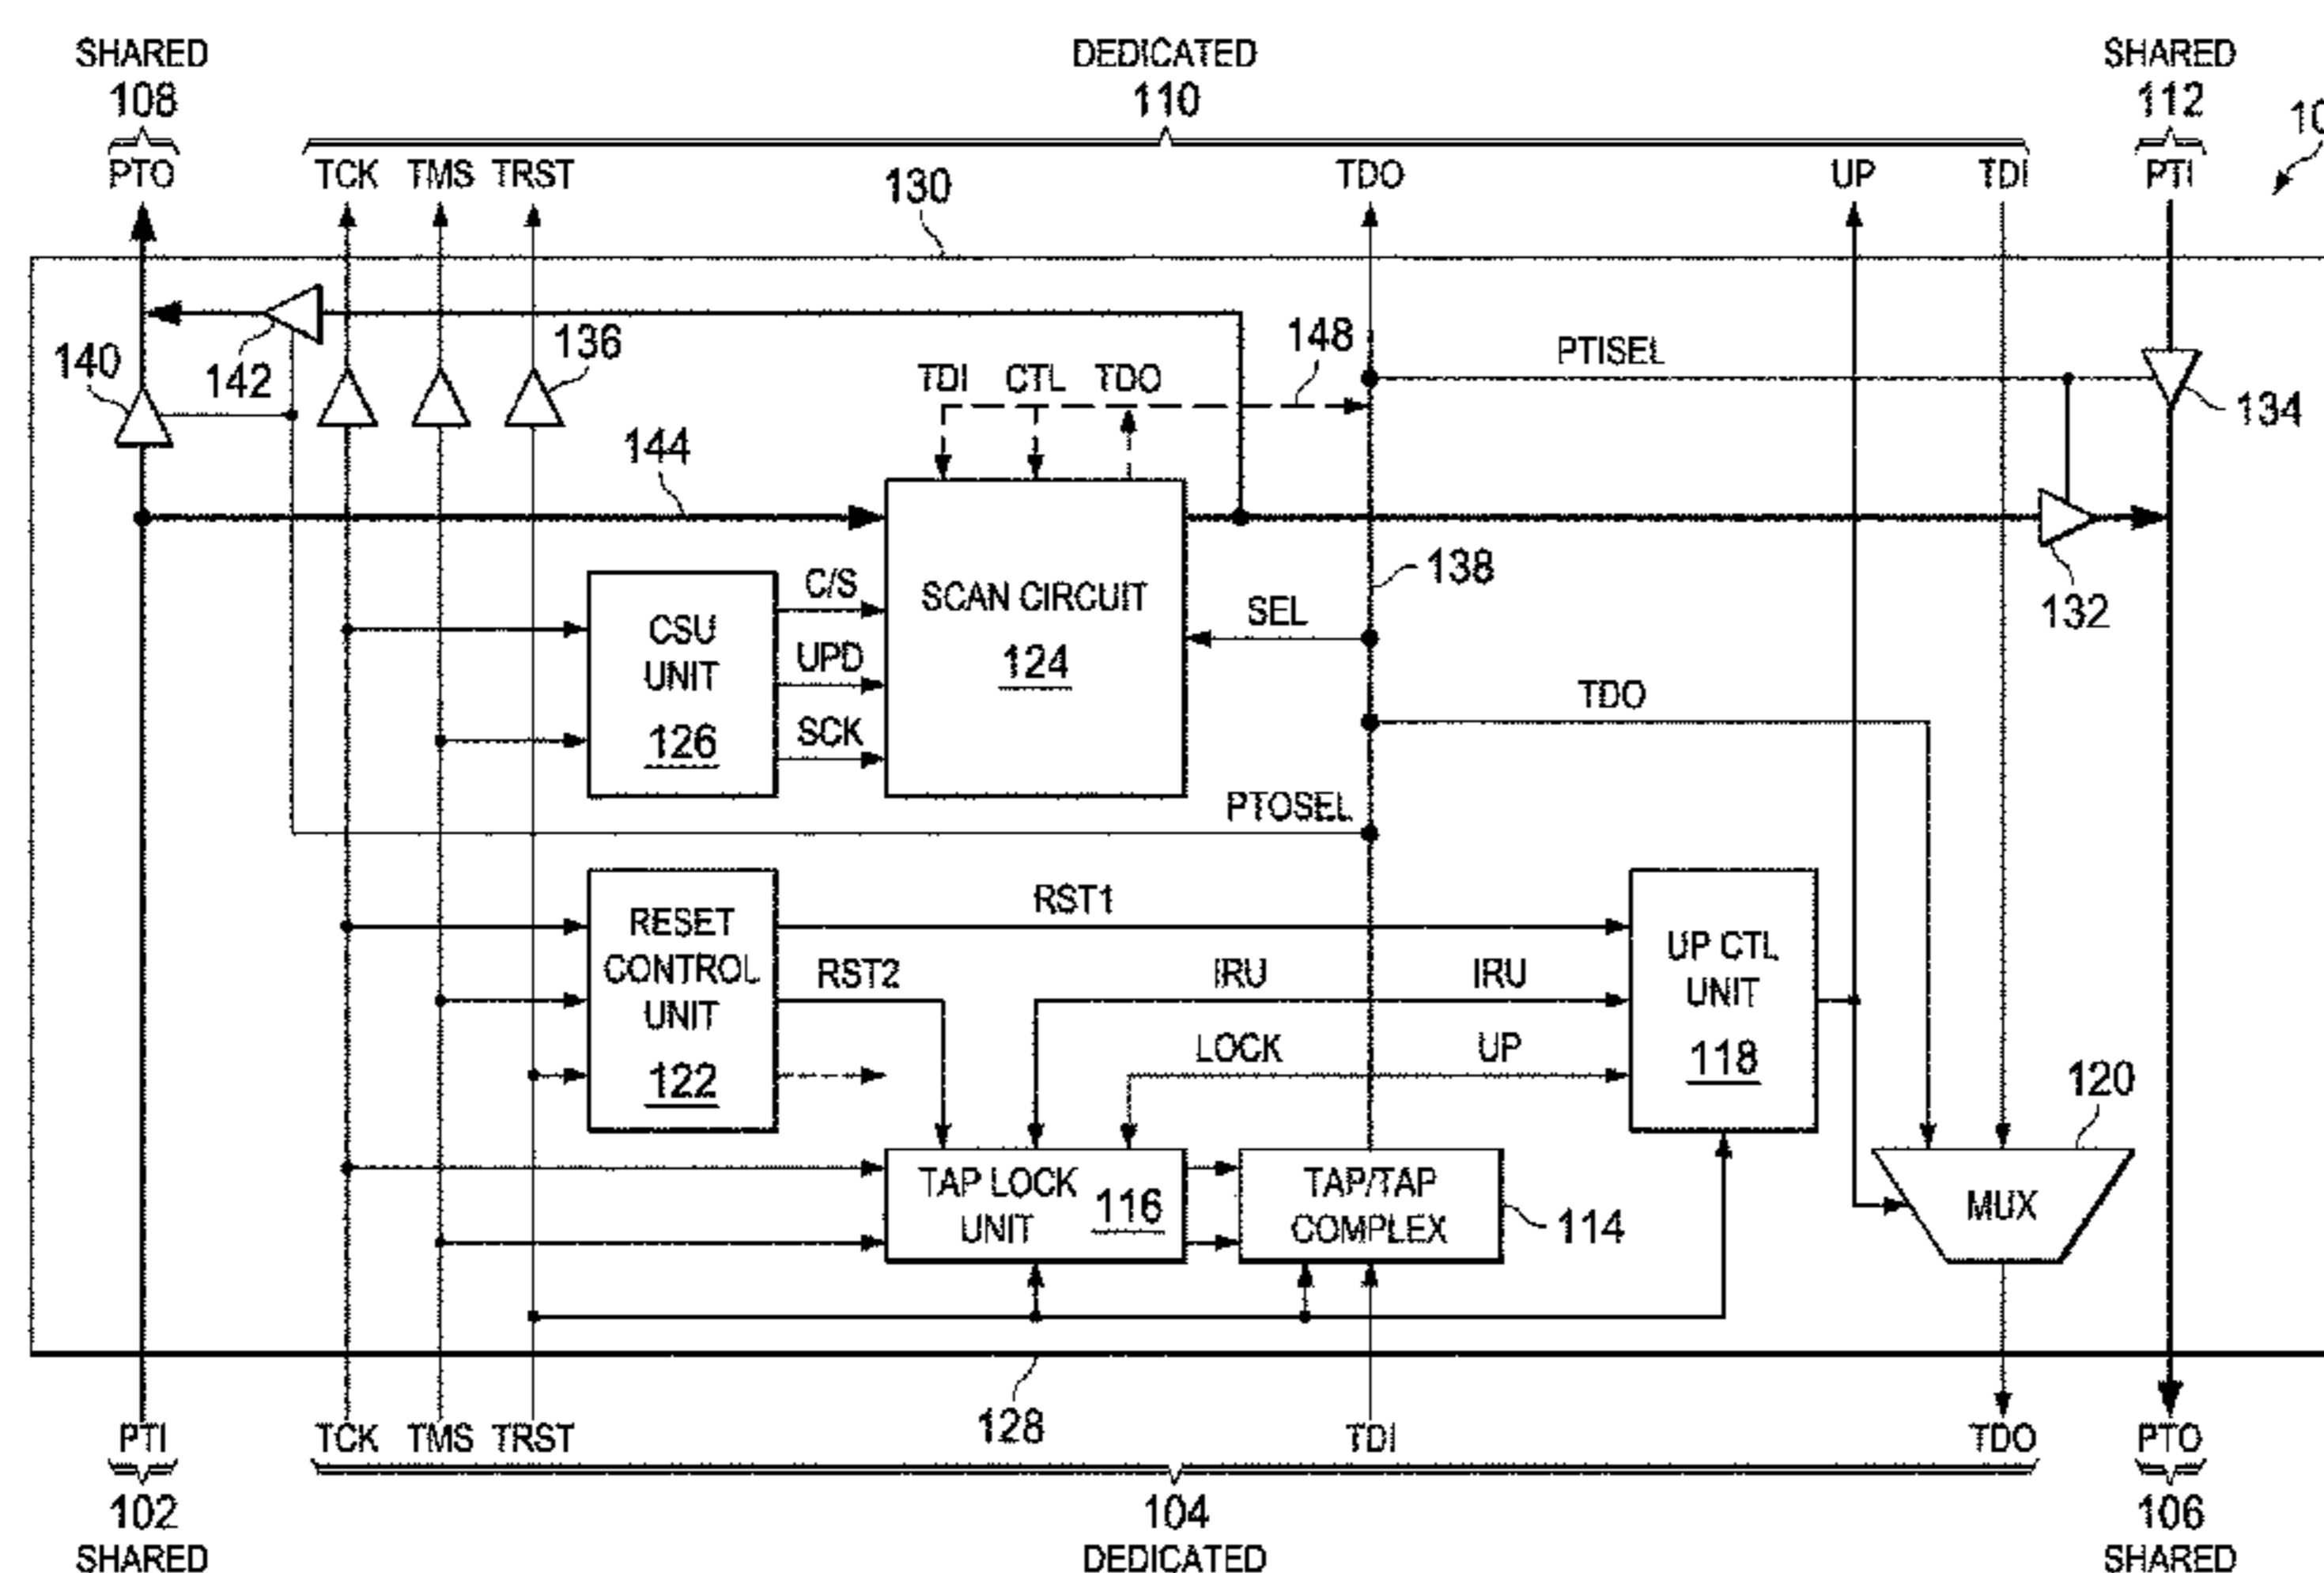 SHARED
108
PTO
DEDICATED
110
SHARED
112
PTI
10
TCK TMS TRST
130
TDO
UP
TDI
142
140
136
148
PTISEL
134
TDI CTL TDO
144
138
132
CSU
UNIT
126
C/S
UPD
SCK
SCAN CIRCUIT
124
SEL
TDO
PTOSEL
RESET
CONTROL
UNIT
122
RST1
RST2
IRU
IRU
LOCK
UP
UP CTL
UNIT
118
120
TAP LOCK
UNIT
116
TAP/TAP
COMPLEX
114
MUX
PTI
102
SHARED
TCK TMS TRST
128
TDI
TDO
104
DEDICATED
PTO
106
SHARED